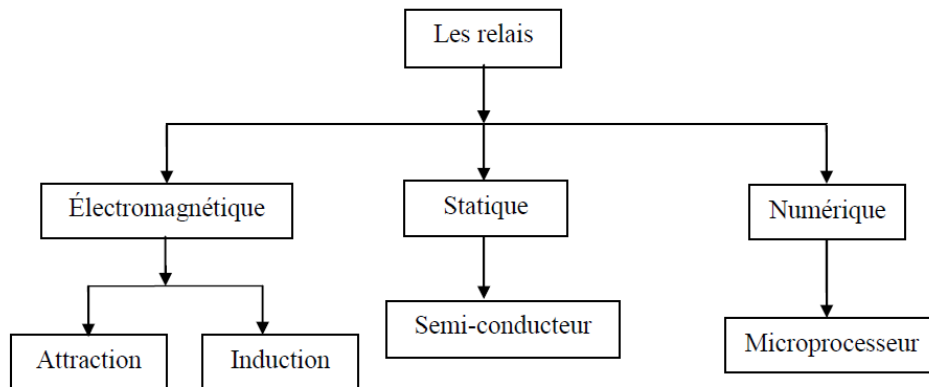 Les relais
Électromagnétique
Statique
Numérique
Attraction
Induction
Semi-conducteur
Microprocesseur